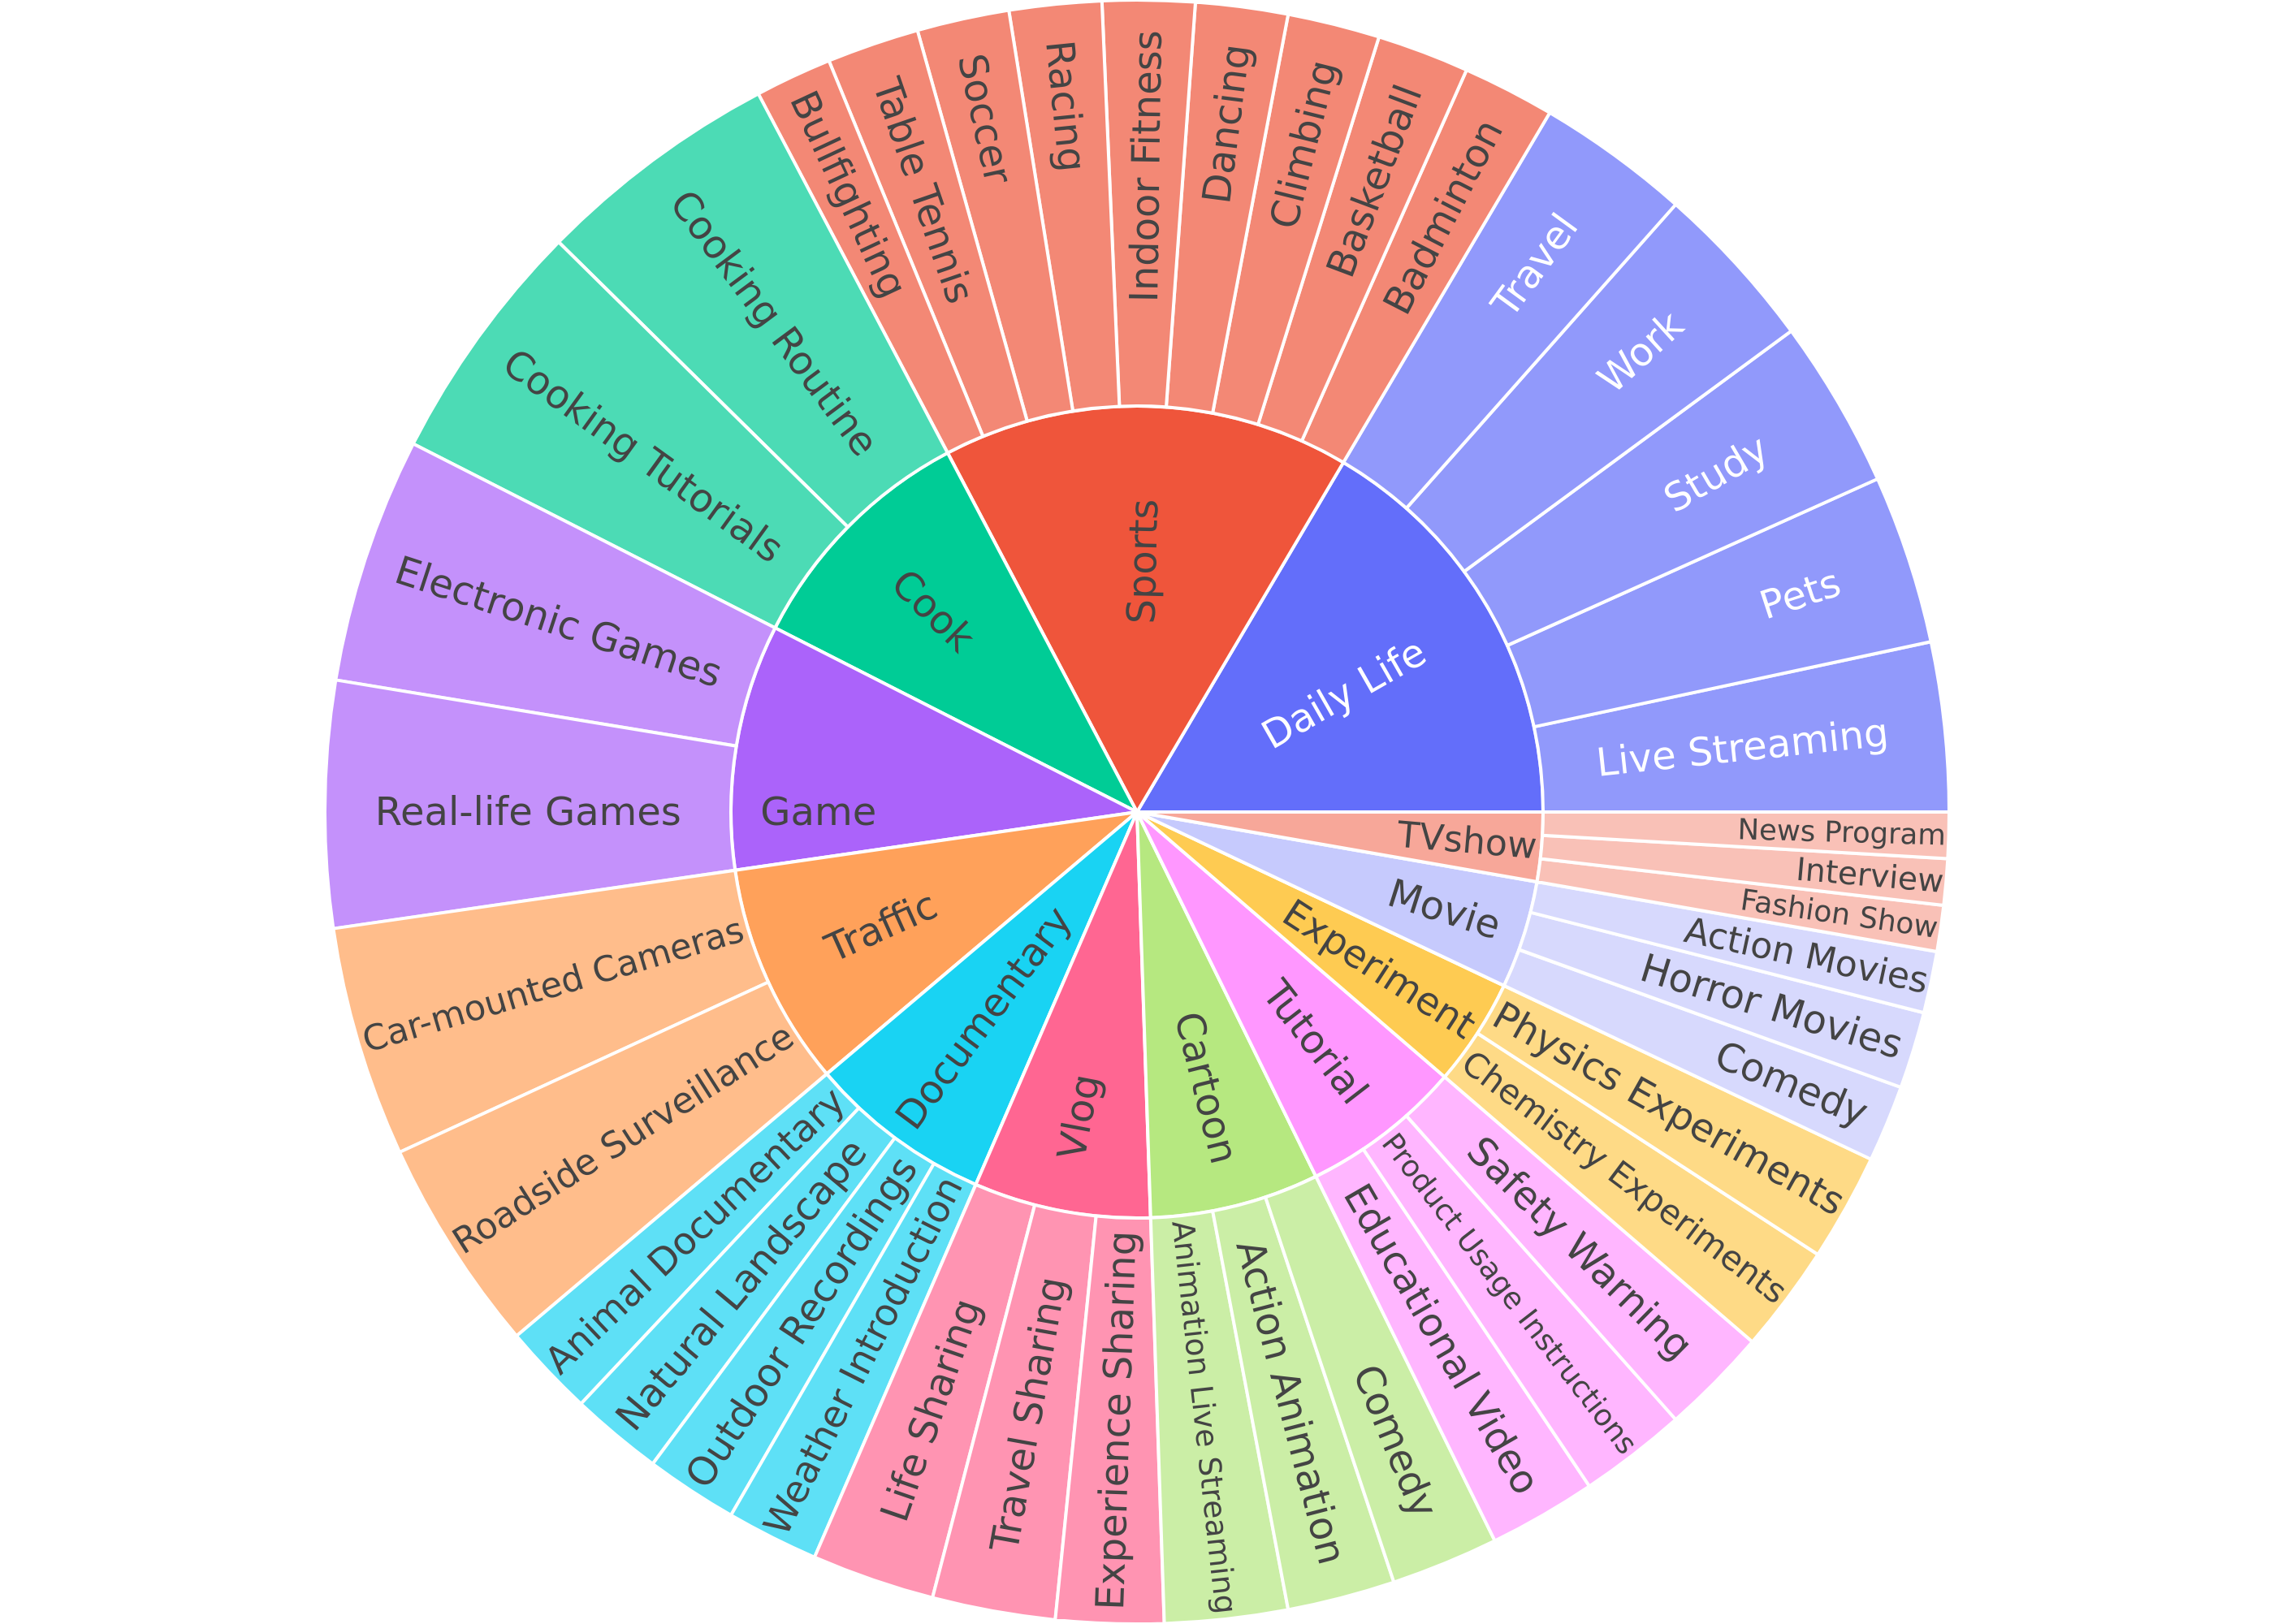 Daily Life
Travel
Work
Study
Pets
Live Streaming
Sports
Bullfighting
Table Tennis
Soccer
Racing
Indoor Fitness
Dancing
Climbing
Basketball
Badminton
Cook
Cooking Routine
Cooking Tutorials
Game
Electronic Games
Real-life Games
Traffic
Car-mounted Cameras
Roadside Surveillance
Documentary
Animal Documentary
Natural Landscape
Outdoor Recordings
Weather Introduction
Vlog
Life Sharing
Travel Sharing
Experience Sharing
Cartoon
Animation Live Streaming
Action Animation
Comedy
Tutorial
Educational Video
Product Usage Instructions
Safety Warning
Experiment
Chemistry Experiments
Physics Experiments
Movie
Comedy
Horror Movies
Action Movies
TVshow
Fashion Show
Interview
News Program